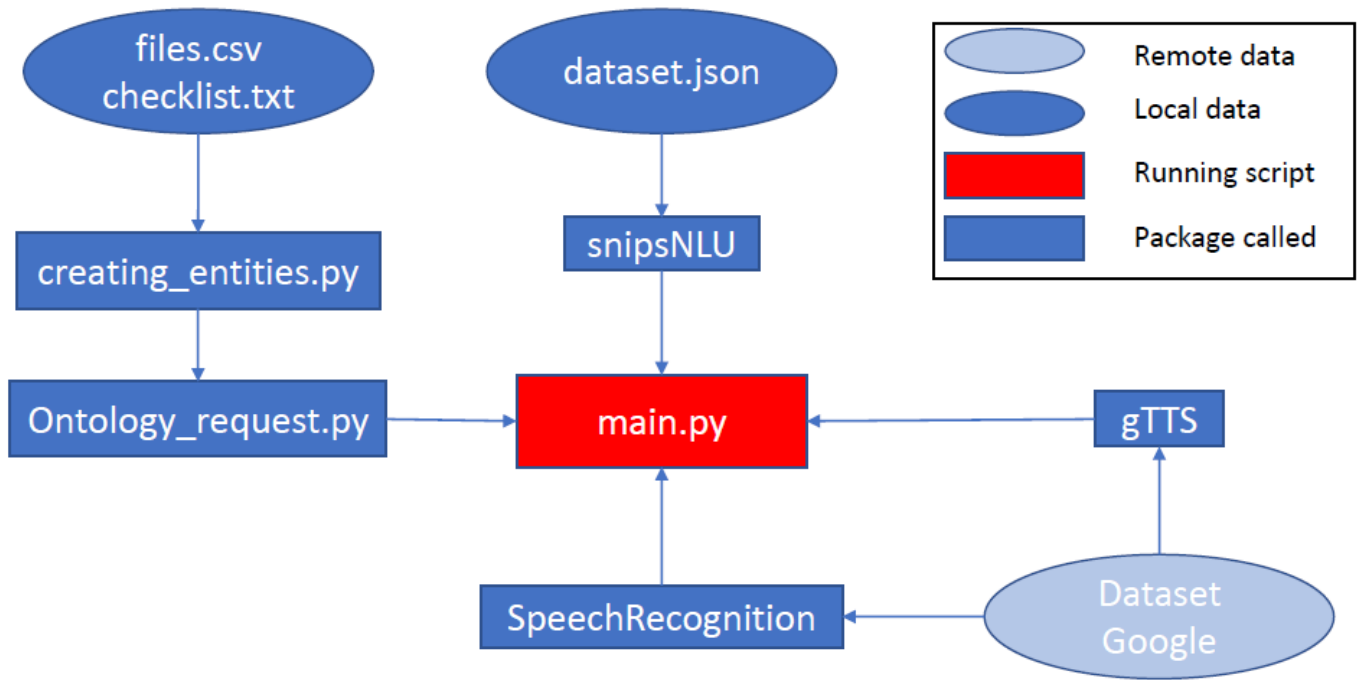 files.csv
checklist.txt
dataset.json
Remote data
Local data
Running script
Package called
snipsNLU
creating_entities.py
Ontology_request.py
main.py
gTTS
SpeechRecognition
Dataset
Google